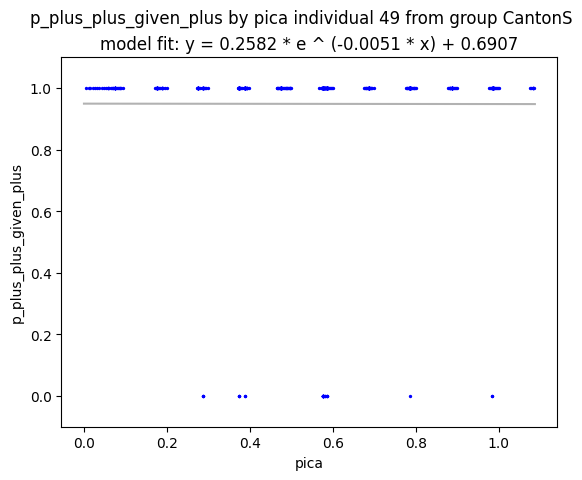 p_plus_plus_given_plus by pica individual 49 from group CantonS
model fit: y = 0.2582 * e ^ (-0.0051 * x) + 0.6907
1.0
0.8
0.6
0.4
0.2
0.0
p_plus_plus_given_plus
0.0 0.2 0.4 0.6 0.8 1.0
pica